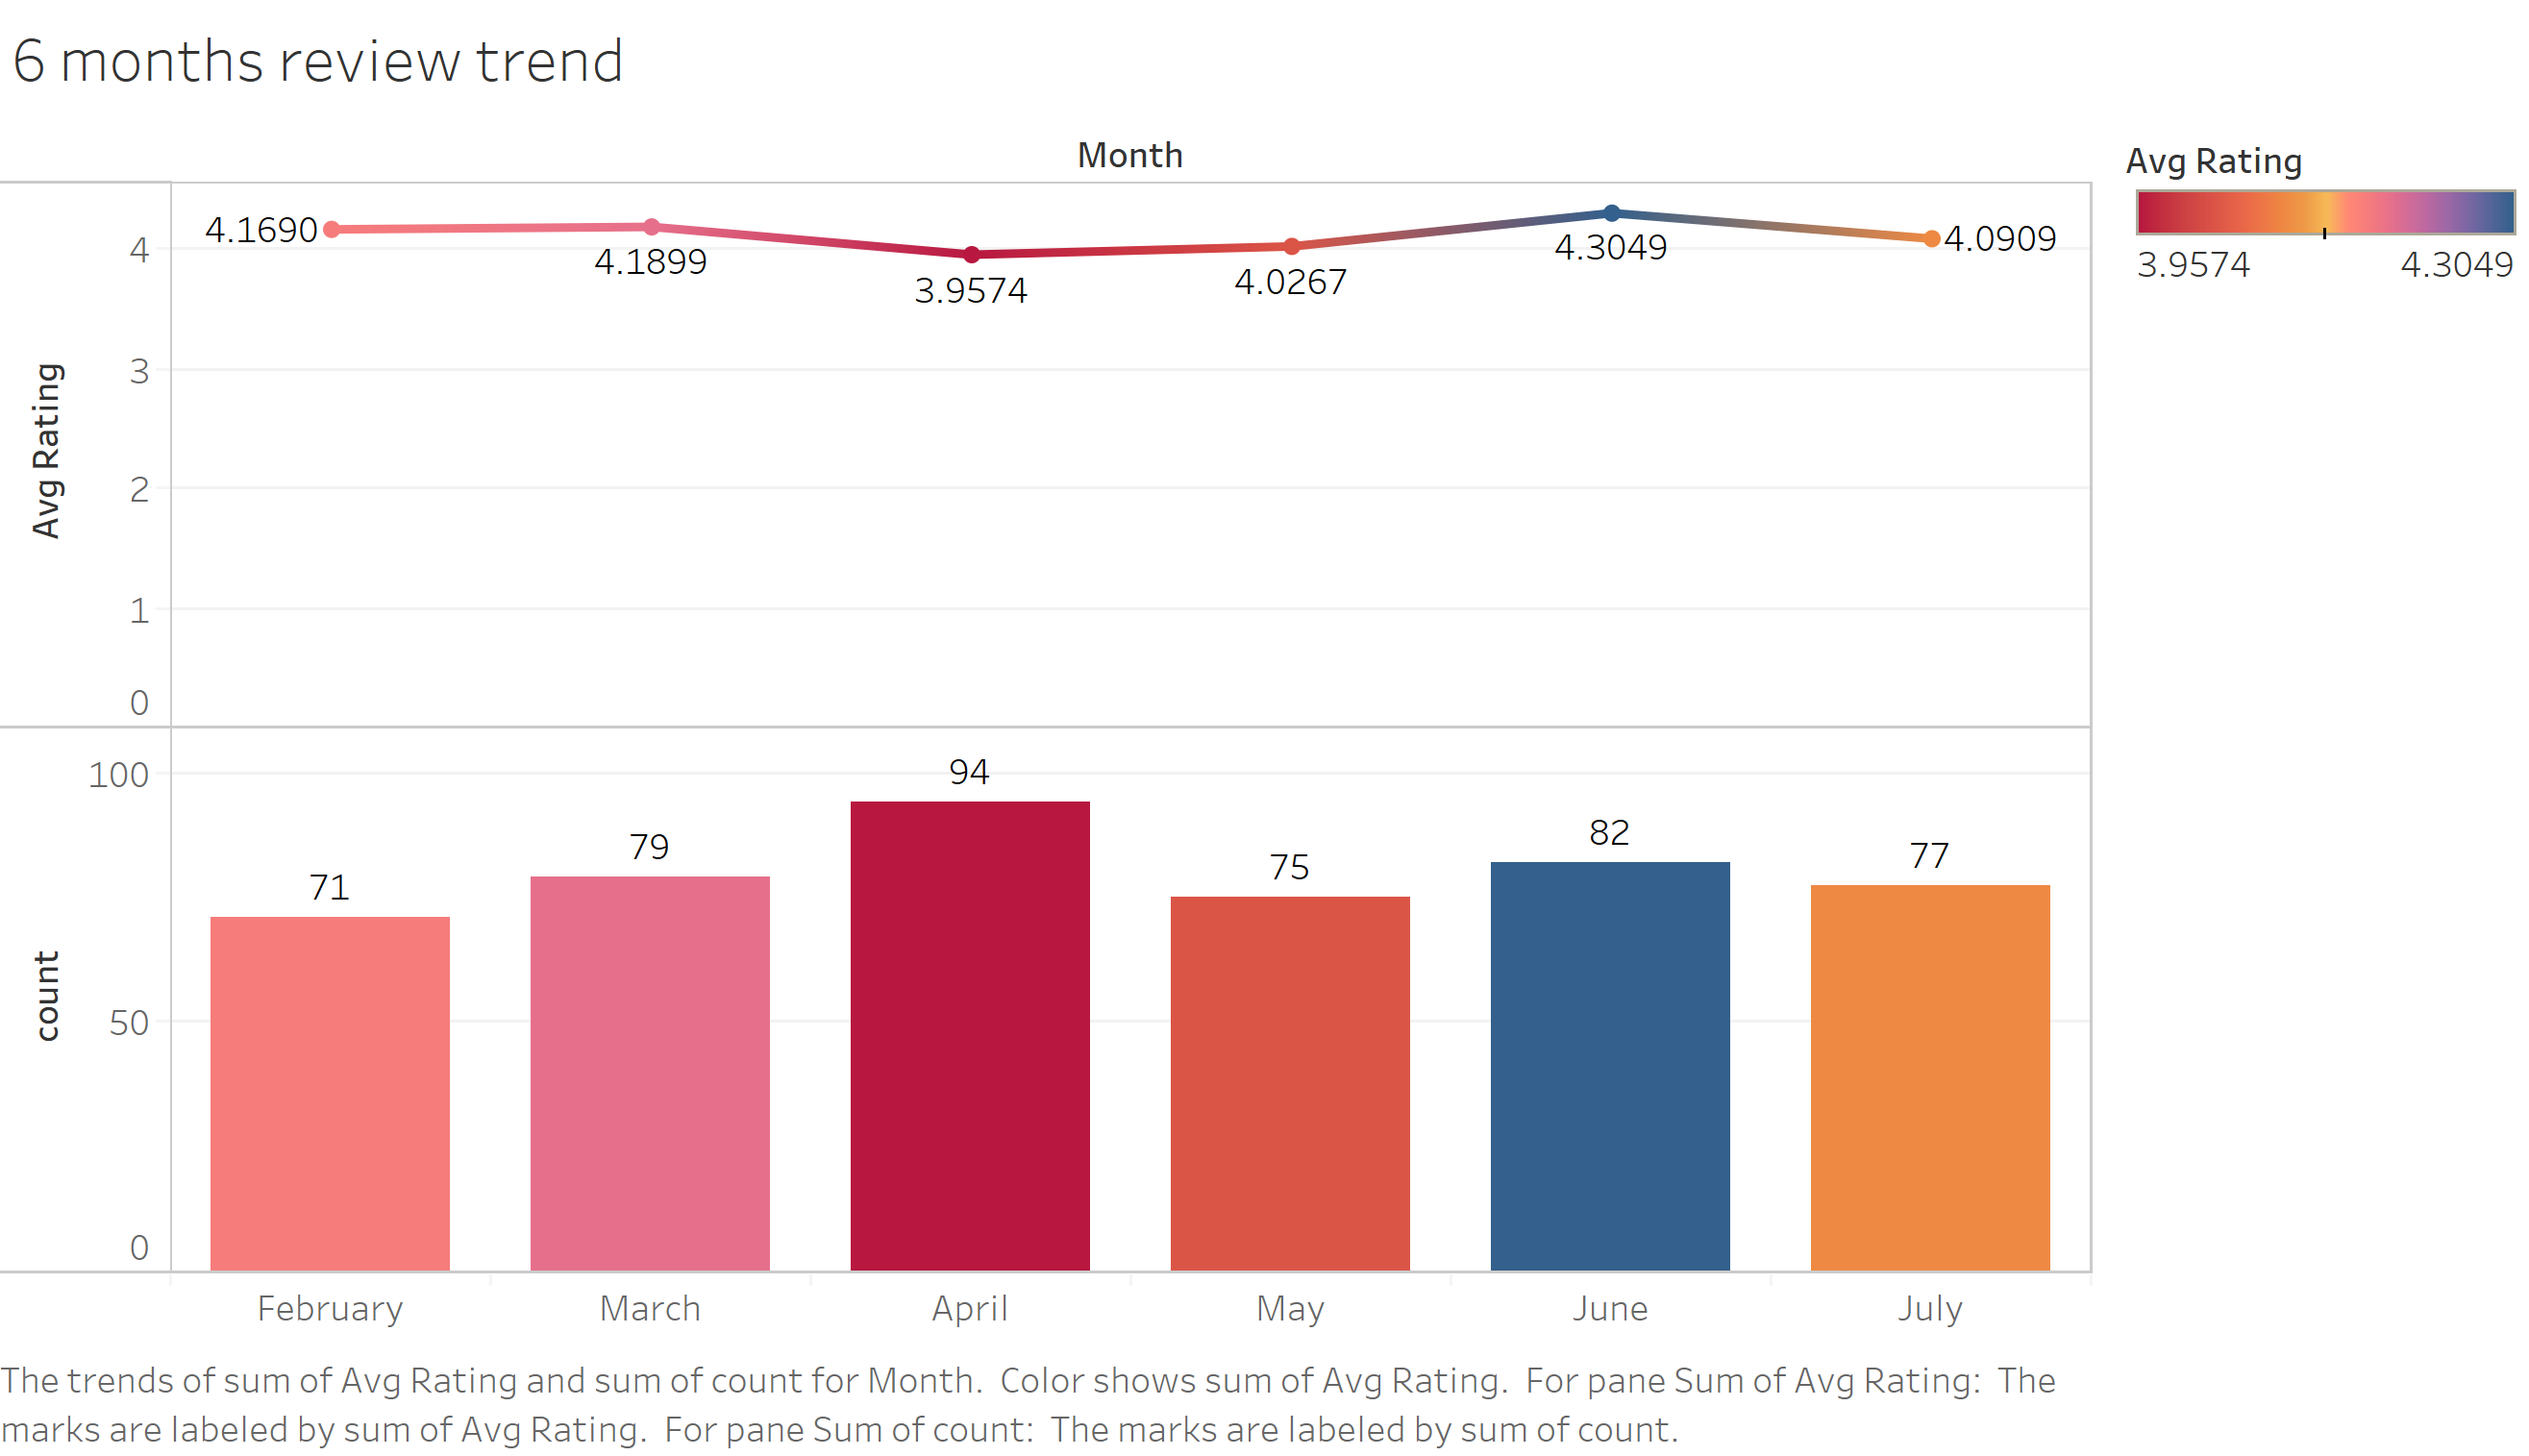 6 months review trend
Month
Avg Rating
3.9574 4.3049
Avg Rating
4
3
2
1
0
4.1690
4.1899
3.9574
4.0267
4.3049
4.0909
count
100
50
0
71
79
94
75
82
77
February March April May June July
The trends of sum of Avg Rating and sum of count for Month.  Color shows sum of Avg Rating.  For pane Sum of Avg Rating:  The
marks are labeled by sum of Avg Rating.  For pane Sum of count:  The marks are labeled by sum of count.